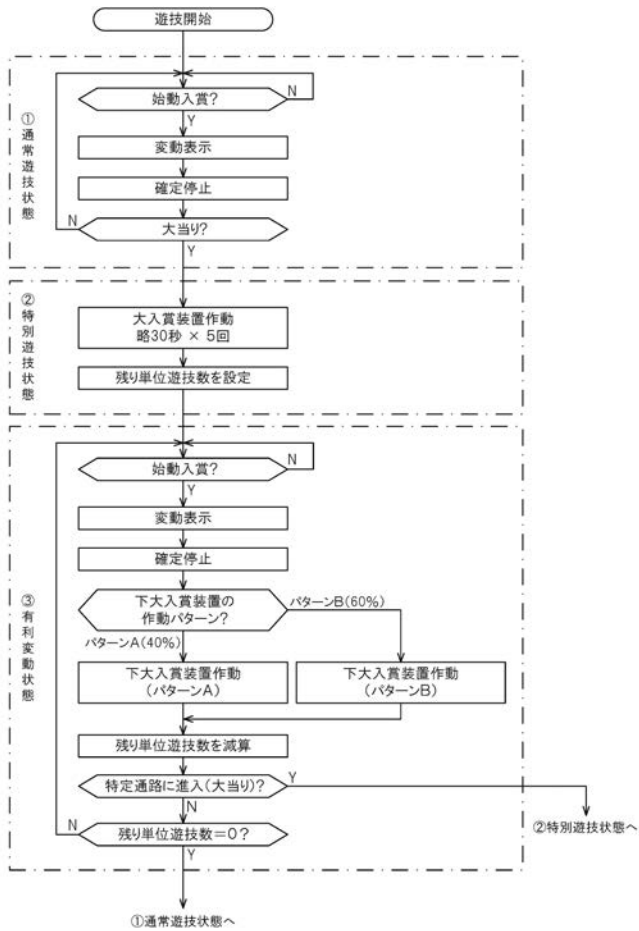 遊技開始
①通常遊技状態
始動入賞?
N
Y
変動表示
確定停止
N
大当り?
Y
②特別遊技状態
大入賞装置作動
略30秒 × 5回
残り単位遊技数を設定
③有利変動状態
始動入賞?
N
Y
変動表示
確定停止
下大入賞装置の
作動パターン?
パターンB(60%)
パターンA(40%)
下大入賞装置作動
(パターンA)
下大入賞装置作動
(パターンB)
残り単位遊技数を減算
特定通路に進入(大当り)?
Y
N
②特別遊技状態へ
N
残り単位遊技数=0?
Y
①通常遊技状態へ